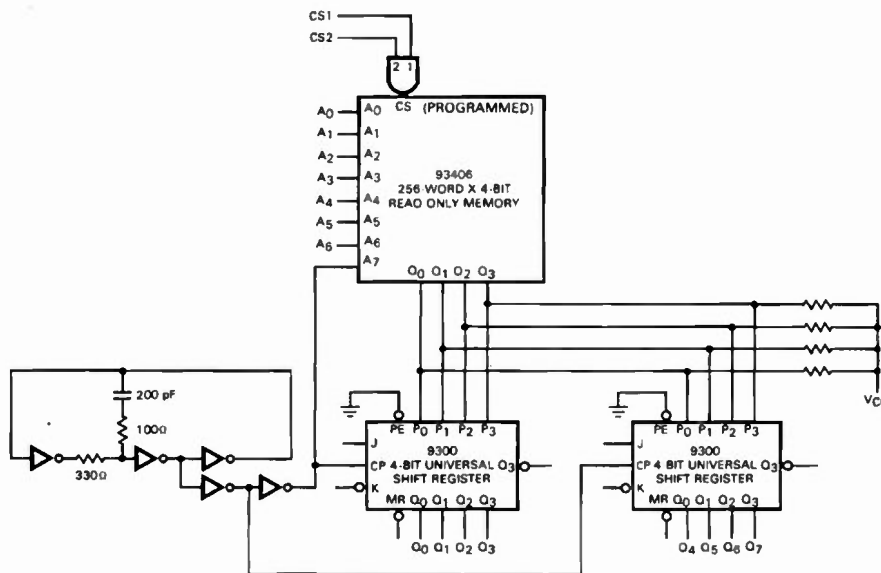 CS1
CS2
2 1
CS (PROGRAMMED)
A0 A0
A1 A1
A2 A2
A3 A3
A4 A4
A5 A5
A6 A6
A7
93406
256-WORD X 4-BIT
READ ONLY MEMORY
Q0 Q1 Q2 Q3
200 pF
100Ω
330Ω
VC
PE P0 P1 P2 P3
J 9300
CP 4-BIT UNIVERSAL Q3
K SHIFT REGISTER
MR Q0 Q1 Q2 Q3
Q0 Q1 Q2 Q3
PE P0 P1 P2 P3
J 9300
CP 4 BIT UNIVERSAL Q3
K SHIFT REGISTER
MR Q0 Q1 Q2 Q3
Q4 Q5 Q6 Q7